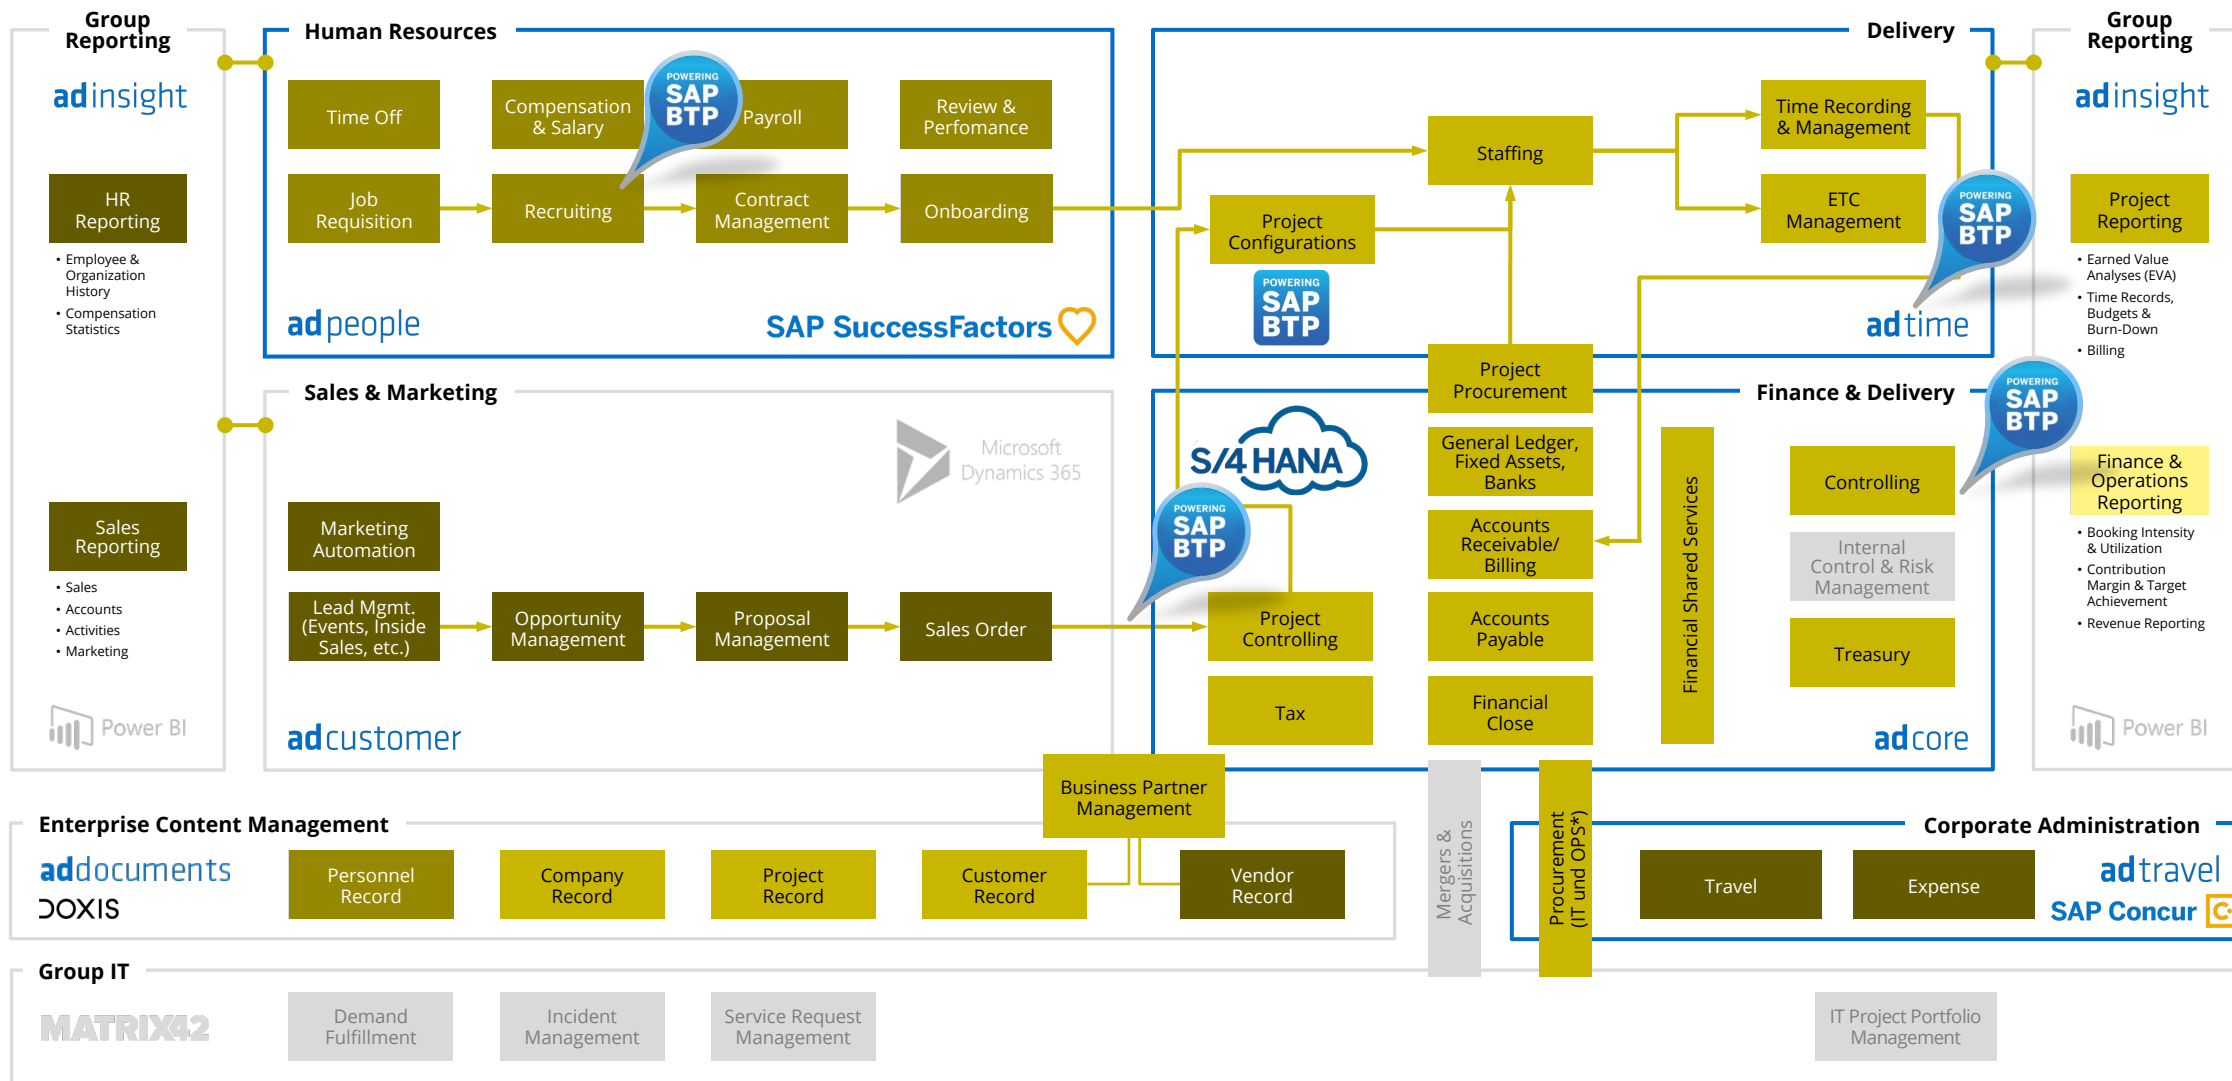 Group
Reporting
adinsight
HR
Reporting
• Employee &
Organization
History
• Compensation
Statistics
Sales
Reporting
• Sales
• Accounts
• Activities
• Marketing
Power BI
Human Resources
Time Off
Compensation
& Salary
POWERING
SAP
BTP
Payroll
Review &
Perfomance
Job
Requisition
Recruiting
Contract
Management
Onboarding
adpeople
SAP SuccessFactors
Sales & Marketing
Microsoft
Dynamics 365
Marketing
Automation
Lead Mgmt.
(Events, Inside
Sales, etc.)
Opportunity
Management
Proposal
Management
Sales Order
adcustomer
Delivery
Staffing
Time Recording
& Management
ETC
Management
Project
Configurations
POWERING
SAP
BTP
POWERING
SAP
BTP
adtime
Project
Procurement
Finance & Delivery
POWERING
SAP
BTP
S/4HANA
POWERING
SAP
BTP
General Ledger,
Fixed Assets,
Banks
Accounts
Receivable/
Billing
Accounts
Payable
Financial
Close
Project
Controlling
Tax
Financial Shared Services
Controlling
Internal
Control & Risk
Management
Treasury
adcore
Group
Reporting
adinsight
Project
Reporting
• Earned Value
Analyses (EVA)
• Time Records,
Budgets &
Burn-Down
• Billing
Finance &
Operations
Reporting
• Booking Intensity
& Utilization
• Contribution
Margin & Target
Achievement
• Revenue Reporting
Power BI
Business Partner
Management
Enterprise Content Management
addocuments
DOXIS
Personnel
Record
Company
Record
Project
Record
Customer
Record
Vendor
Record
Mergers &
Acquisitions
Procurement
(IT und OPS*)
Corporate Administration
Travel
Expense
adtravel
SAP Concur C.
Group IT
MATRIX42
Demand
Fulfillment
Incident
Management
Service Request
Management
IT Project Portfolio
Management